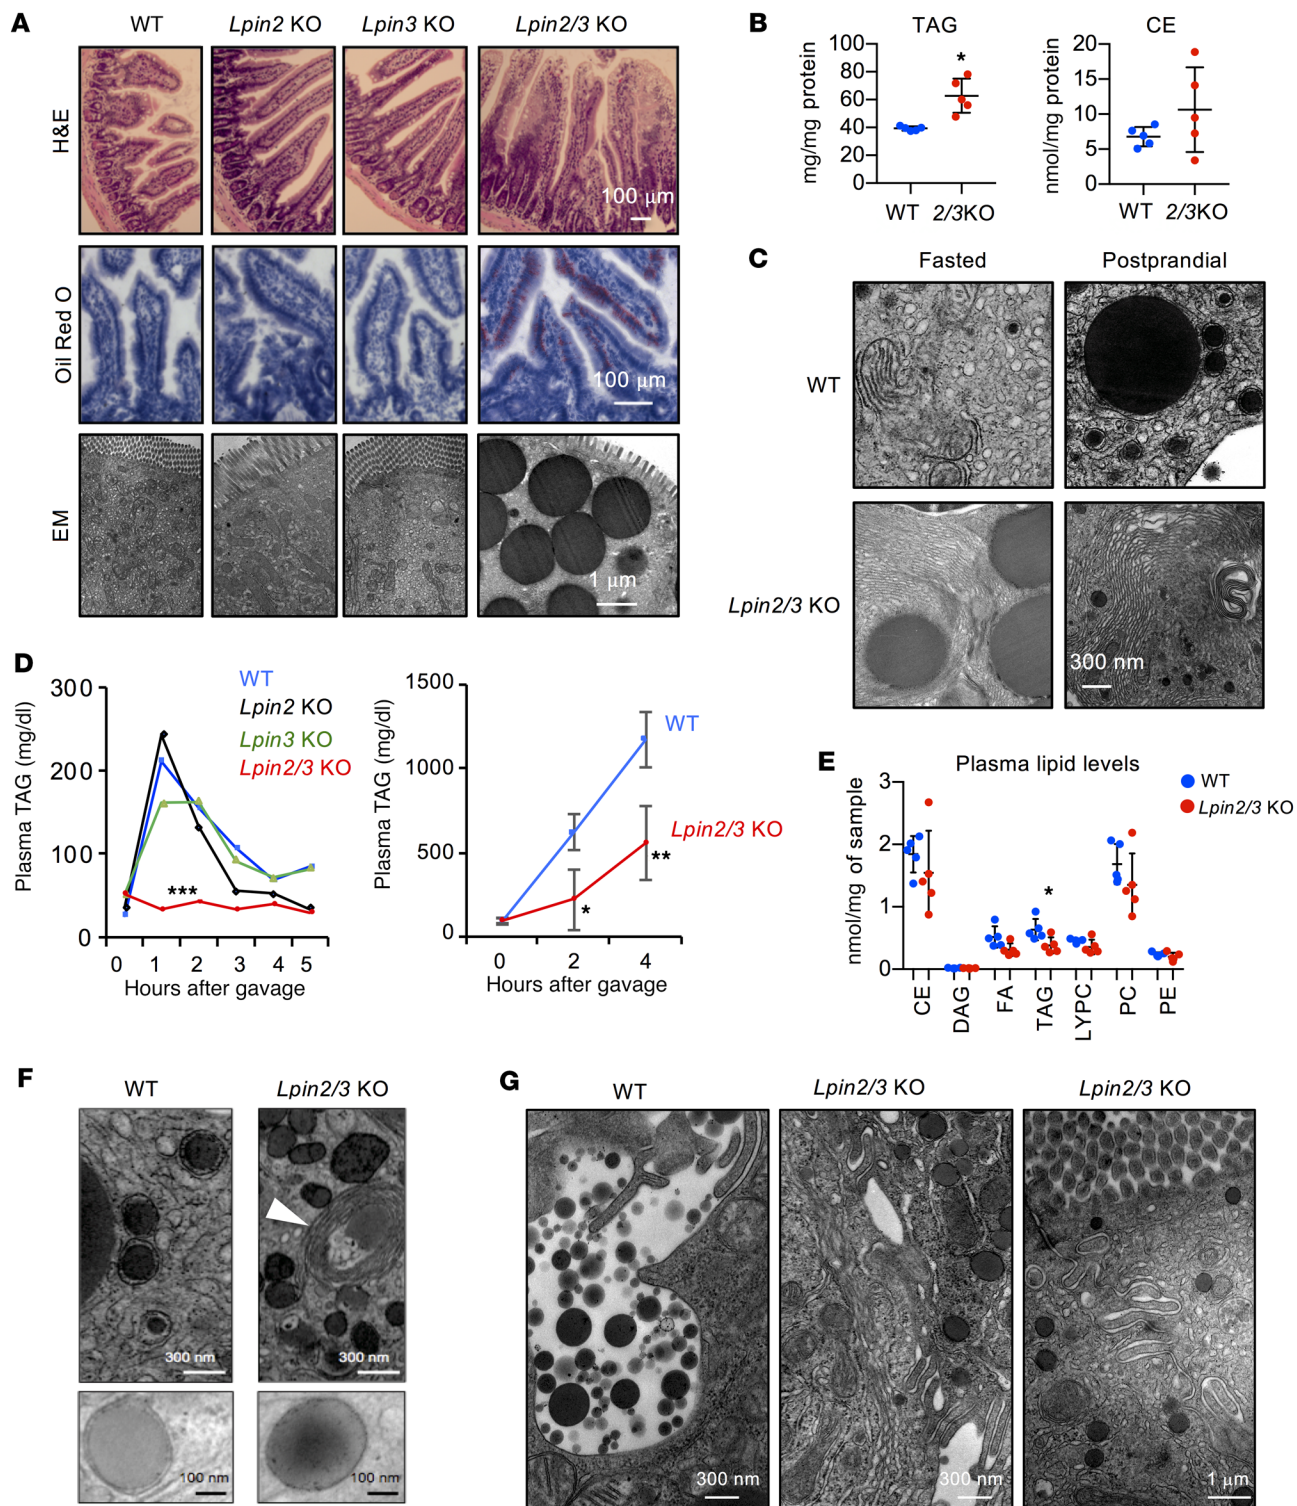 A
WT
Lpin2 KO
Lpin3 KO
Lpin2/3 KO
H&E
100 µm
Oil Red O
100 µm
EM
1 µm
B
TAG
CE
mg/mg protein
100
80
60
40
20
0
*
WT
2/3KO
nmol/mg protein
20
15
10
5
0
WT
2/3KO
C
Fasted
Postprandial
WT
Lpin2/3 KO
300 nm
D
Plasma TAG (mg/dl)
300
200
100
0
WT
Lpin2 KO
Lpin3 KO
Lpin2/3 KO
***
0 1 2 3 4 5
Hours after gavage
Plasma TAG (mg/dl)
1500
1000
500
0
WT
Lpin2/3 KO
*
**
0 2 4
Hours after gavage
E
Plasma lipid levels
nmol/mg of sample
3
2
1
0
WT
Lpin2/3 KO
*
CE
DAG
FA
TAG
LYPC
PC
PE
F
WT
Lpin2/3 KO
300 nm
300 nm
100 nm
100 nm
G
WT
Lpin2/3 KO
Lpin2/3 KO
300 nm
300 nm
1 µm